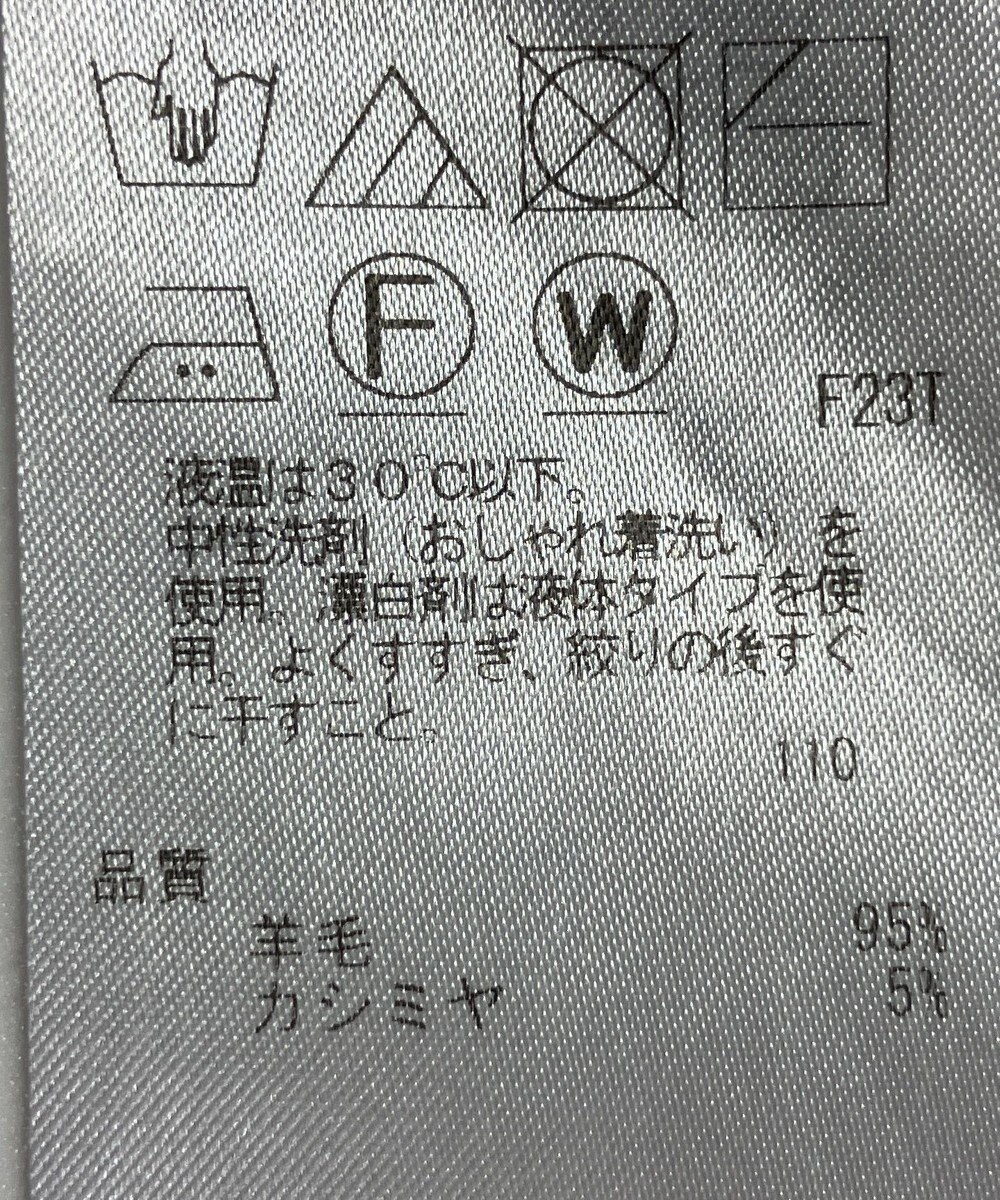 F W
F23T
液温は30℃以下。
中性洗剤(おしゃれ着洗い)を
使用。漂白剤は液体タイプを使
用。よくすすぎ、絞りの後すぐ
に干すこと。
110
品質
羊毛 95%
カシミヤ 5%